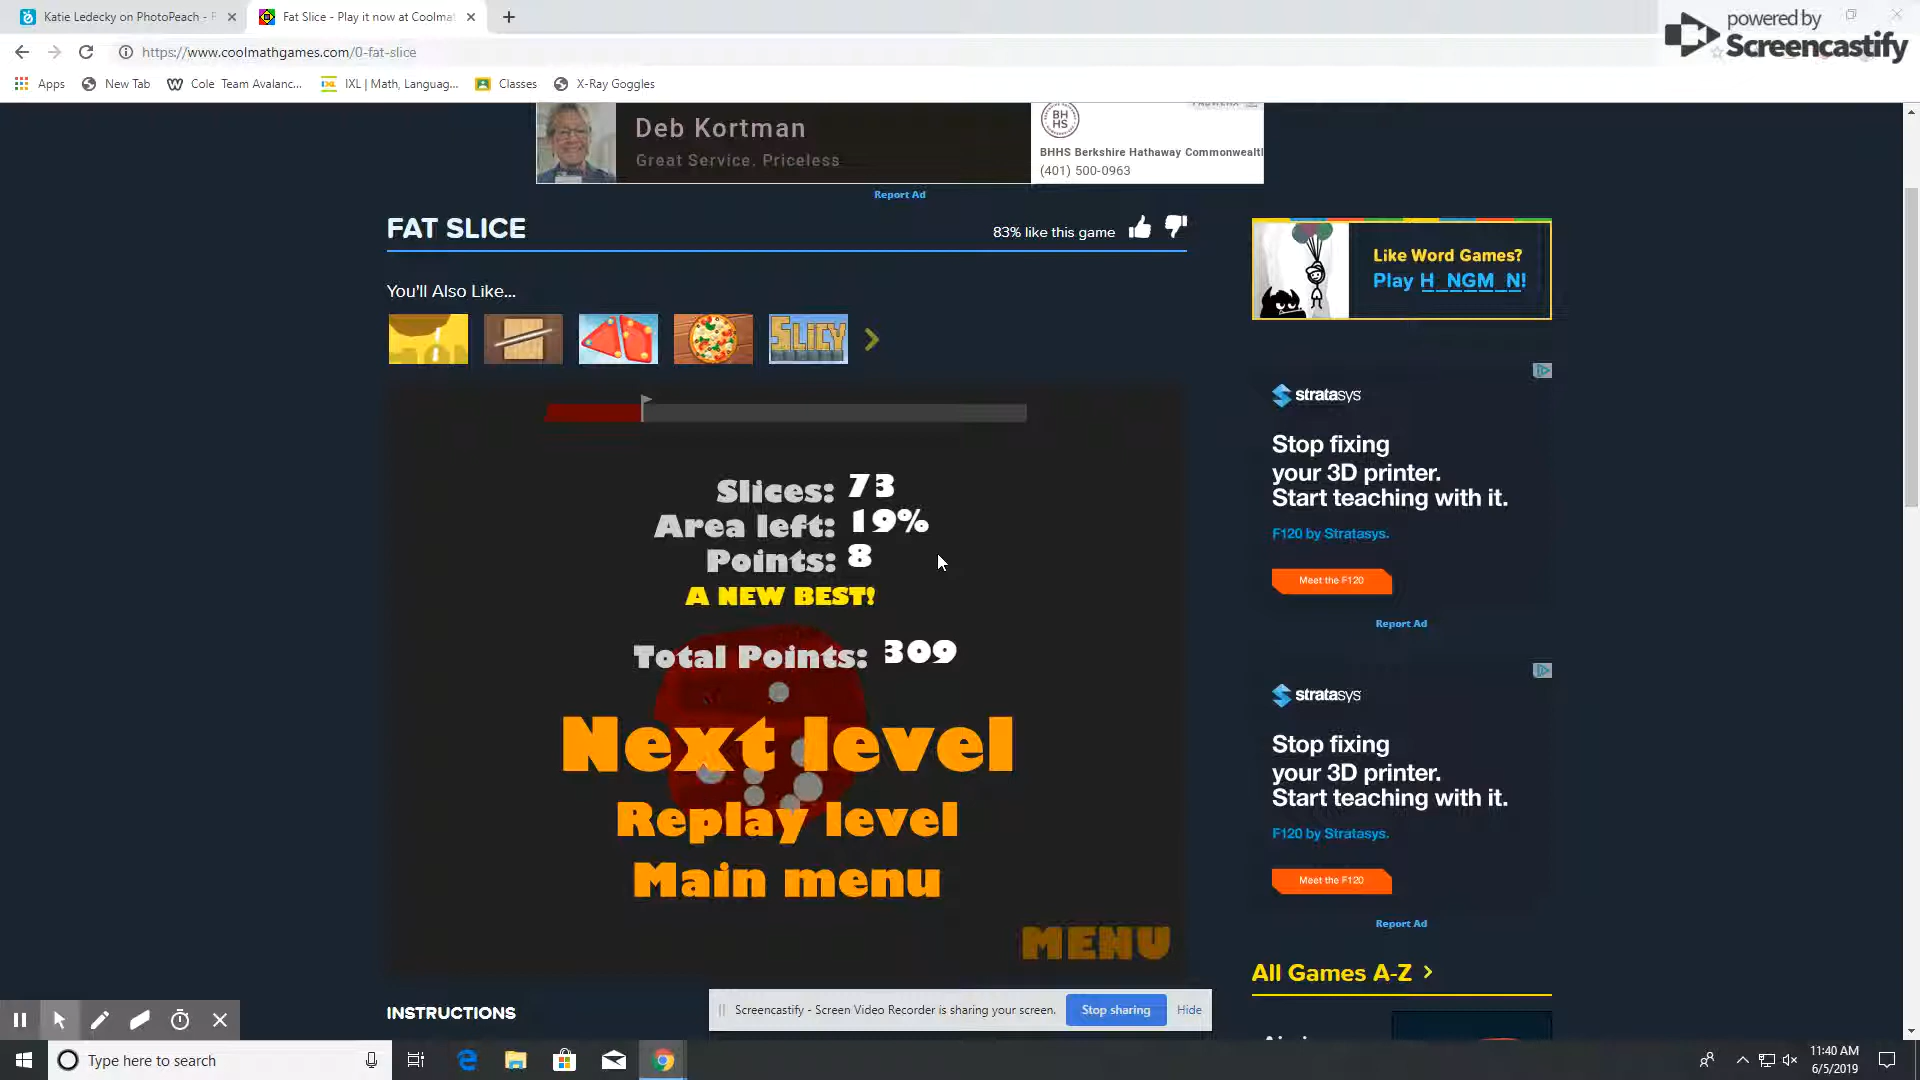 Katie Ledecky on PhotoPeach - F
Fat Slice - Play it now at Coolmat
powered by
Screencastify
https://www.coolmathgames.com/0-fat-slice
Apps
New Tab
Cole Team Avalanc...
IXL | Math, Languag...
Classes
X-Ray Goggles
Deb Kortman
Great Service. Priceless
BH
HS
BHHS Berkshire Hathaway Commonwealt
(401) 500-0963
Report Ad
FAT SLICE
83% like this game
You'll Also Like...
SLICY
Slices: 73
Area left: 19%
Points: 8
A NEW BEST!
Total Points: 309
Next level
Replay level
Main menu
MENU
INSTRUCTIONS
Like Word Games?
Play H_NGM_N!
stratasys
Stop fixing
your 3D printer.
Start teaching with it.
F120 by Stratasys.
Meet the F120
Report Ad
stratasys
Stop fixing
your 3D printer.
Start teaching with it.
F120 by Stratasys.
Meet the F120
Report Ad
All Games A-Z
Screencastify - Screen Video Recorder is sharing your screen.
Stop sharing
Hide
Type here to search
11:40 AM
6/5/2019